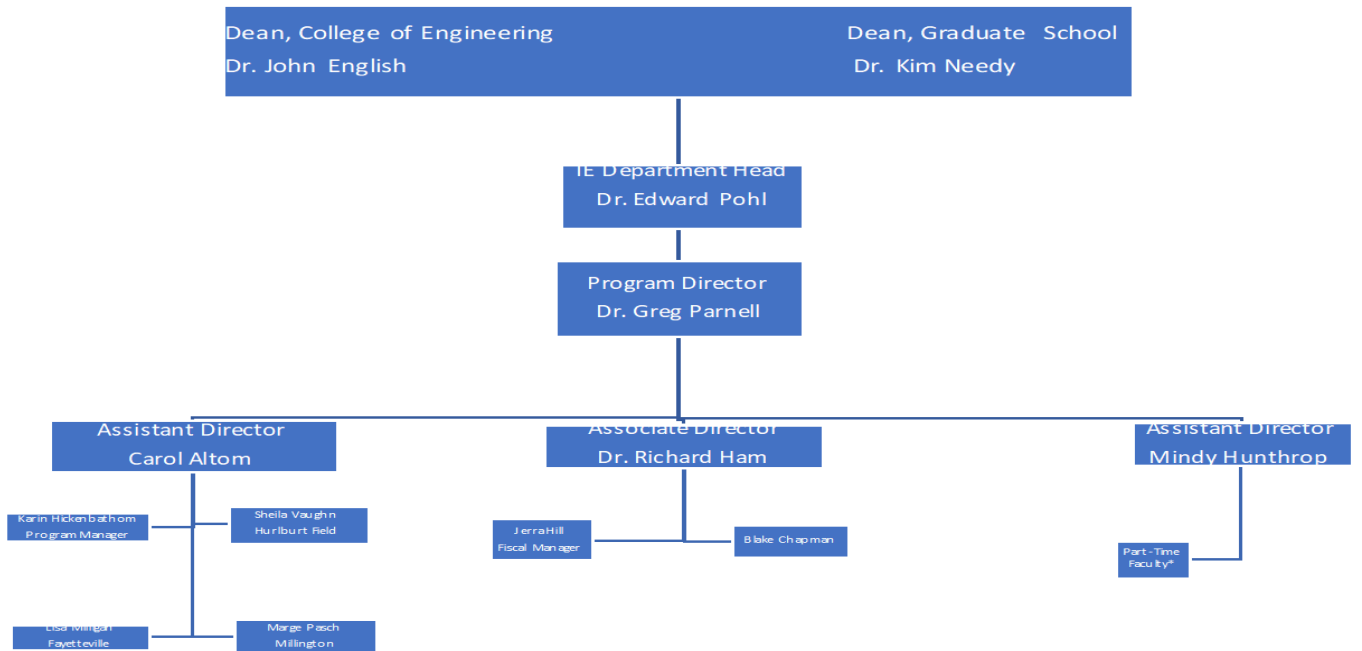 Dean, College of Engineering Dean, Graduate School
Dr. John English Dr. Kim Needy
IE Department Head
Dr. Edward Pohl
Program Director
Dr. Greg Parnell
Assistant Director
Carol Altom
Associate Director
Dr. Richard Ham
Assistant Director
Mindy Hunthrop
Karin Hickenbathom
Program Manager
Sheila Vaughn
Hurlburt Field
Jerra Hill
Fiscal Manager
Blake Chapman
Part-Time
Faculty*
Lisa Milligan
Fayetteville
Marge Pasch
Millington